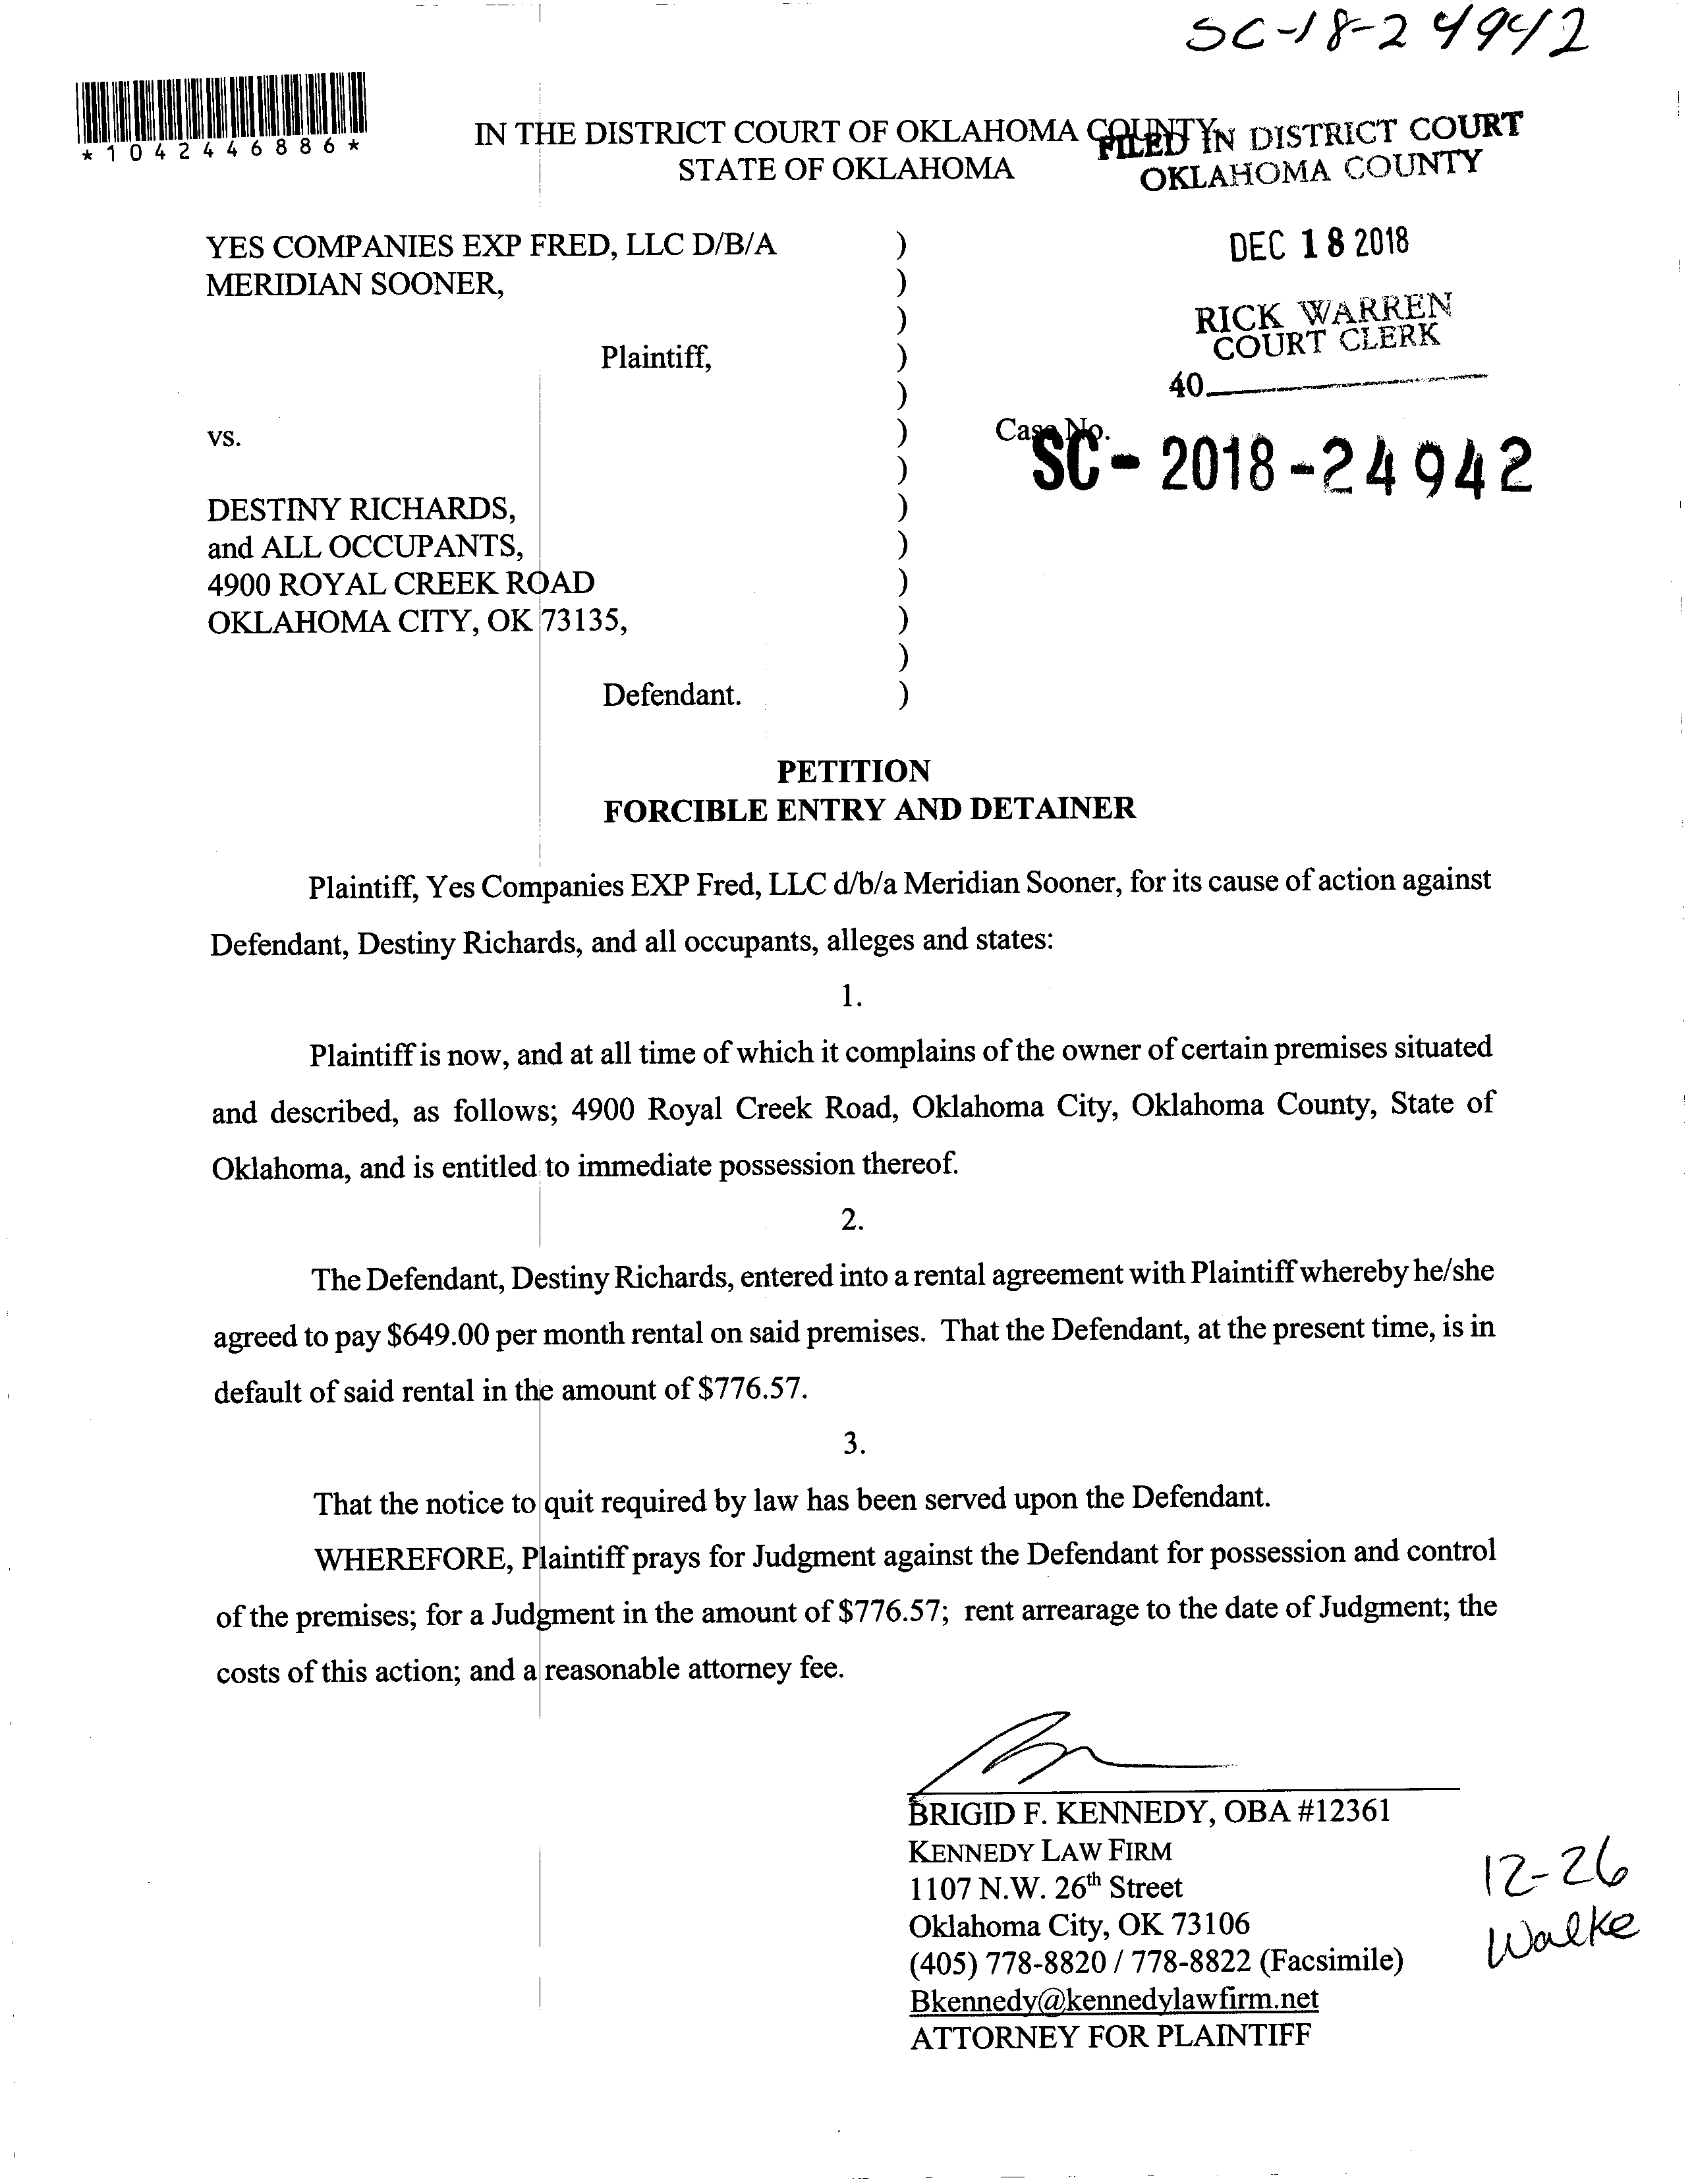 SC-18-24942
*1042446886*
IN THE DISTRICT COURT OF OKLAHOMA COUNTY
STATE OF OKLAHOMA
FILED IN DISTRICT COURT
OKLAHOMA COUNTY
DEC 18 2018
RICK WARREN
COURT CLERK
40
YES COMPANIES EXP FRED, LLC D/B/A )
MERIDIAN SOONER, )
)
Plaintiff, )
)
vs. ) Case No.
SC-2018-24942
)
DESTINY RICHARDS, )
and ALL OCCUPANTS, )
4900 ROYAL CREEK ROAD )
OKLAHOMA CITY, OK 73135, )
)
Defendant. )
PETITION
FORCIBLE ENTRY AND DETAINER
Plaintiff, Yes Companies EXP Fred, LLC d/b/a Meridian Sooner, for its cause of action against
Defendant, Destiny Richards, and all occupants, alleges and states:
1.
Plaintiff is now, and at all time of which it complains of the owner of certain premises situated
and described, as follows; 4900 Royal Creek Road, Oklahoma City, Oklahoma County, State of
Oklahoma, and is entitled to immediate possession thereof.
2.
The Defendant, Destiny Richards, entered into a rental agreement with Plaintiff whereby he/she
agreed to pay $649.00 per month rental on said premises. That the Defendant, at the present time, is in
default of said rental in the amount of $776.57.
3.
That the notice to quit required by law has been served upon the Defendant.
WHEREFORE, Plaintiff prays for Judgment against the Defendant for possession and control
of the premises; for a Judgment in the amount of $776.57; rent arrearage to the date of Judgment; the
costs of this action; and a reasonable attorney fee.
BRIGID F. KENNEDY, OBA #12361
KENNEDY LAW FIRM
1107 N.W. 26th Street
Oklahoma City, OK 73106
(405) 778-8820 / 778-8822 (Facsimile)
Bkennedy@kennedylawfirm.net
ATTORNEY FOR PLAINTIFF
12-26
Walke